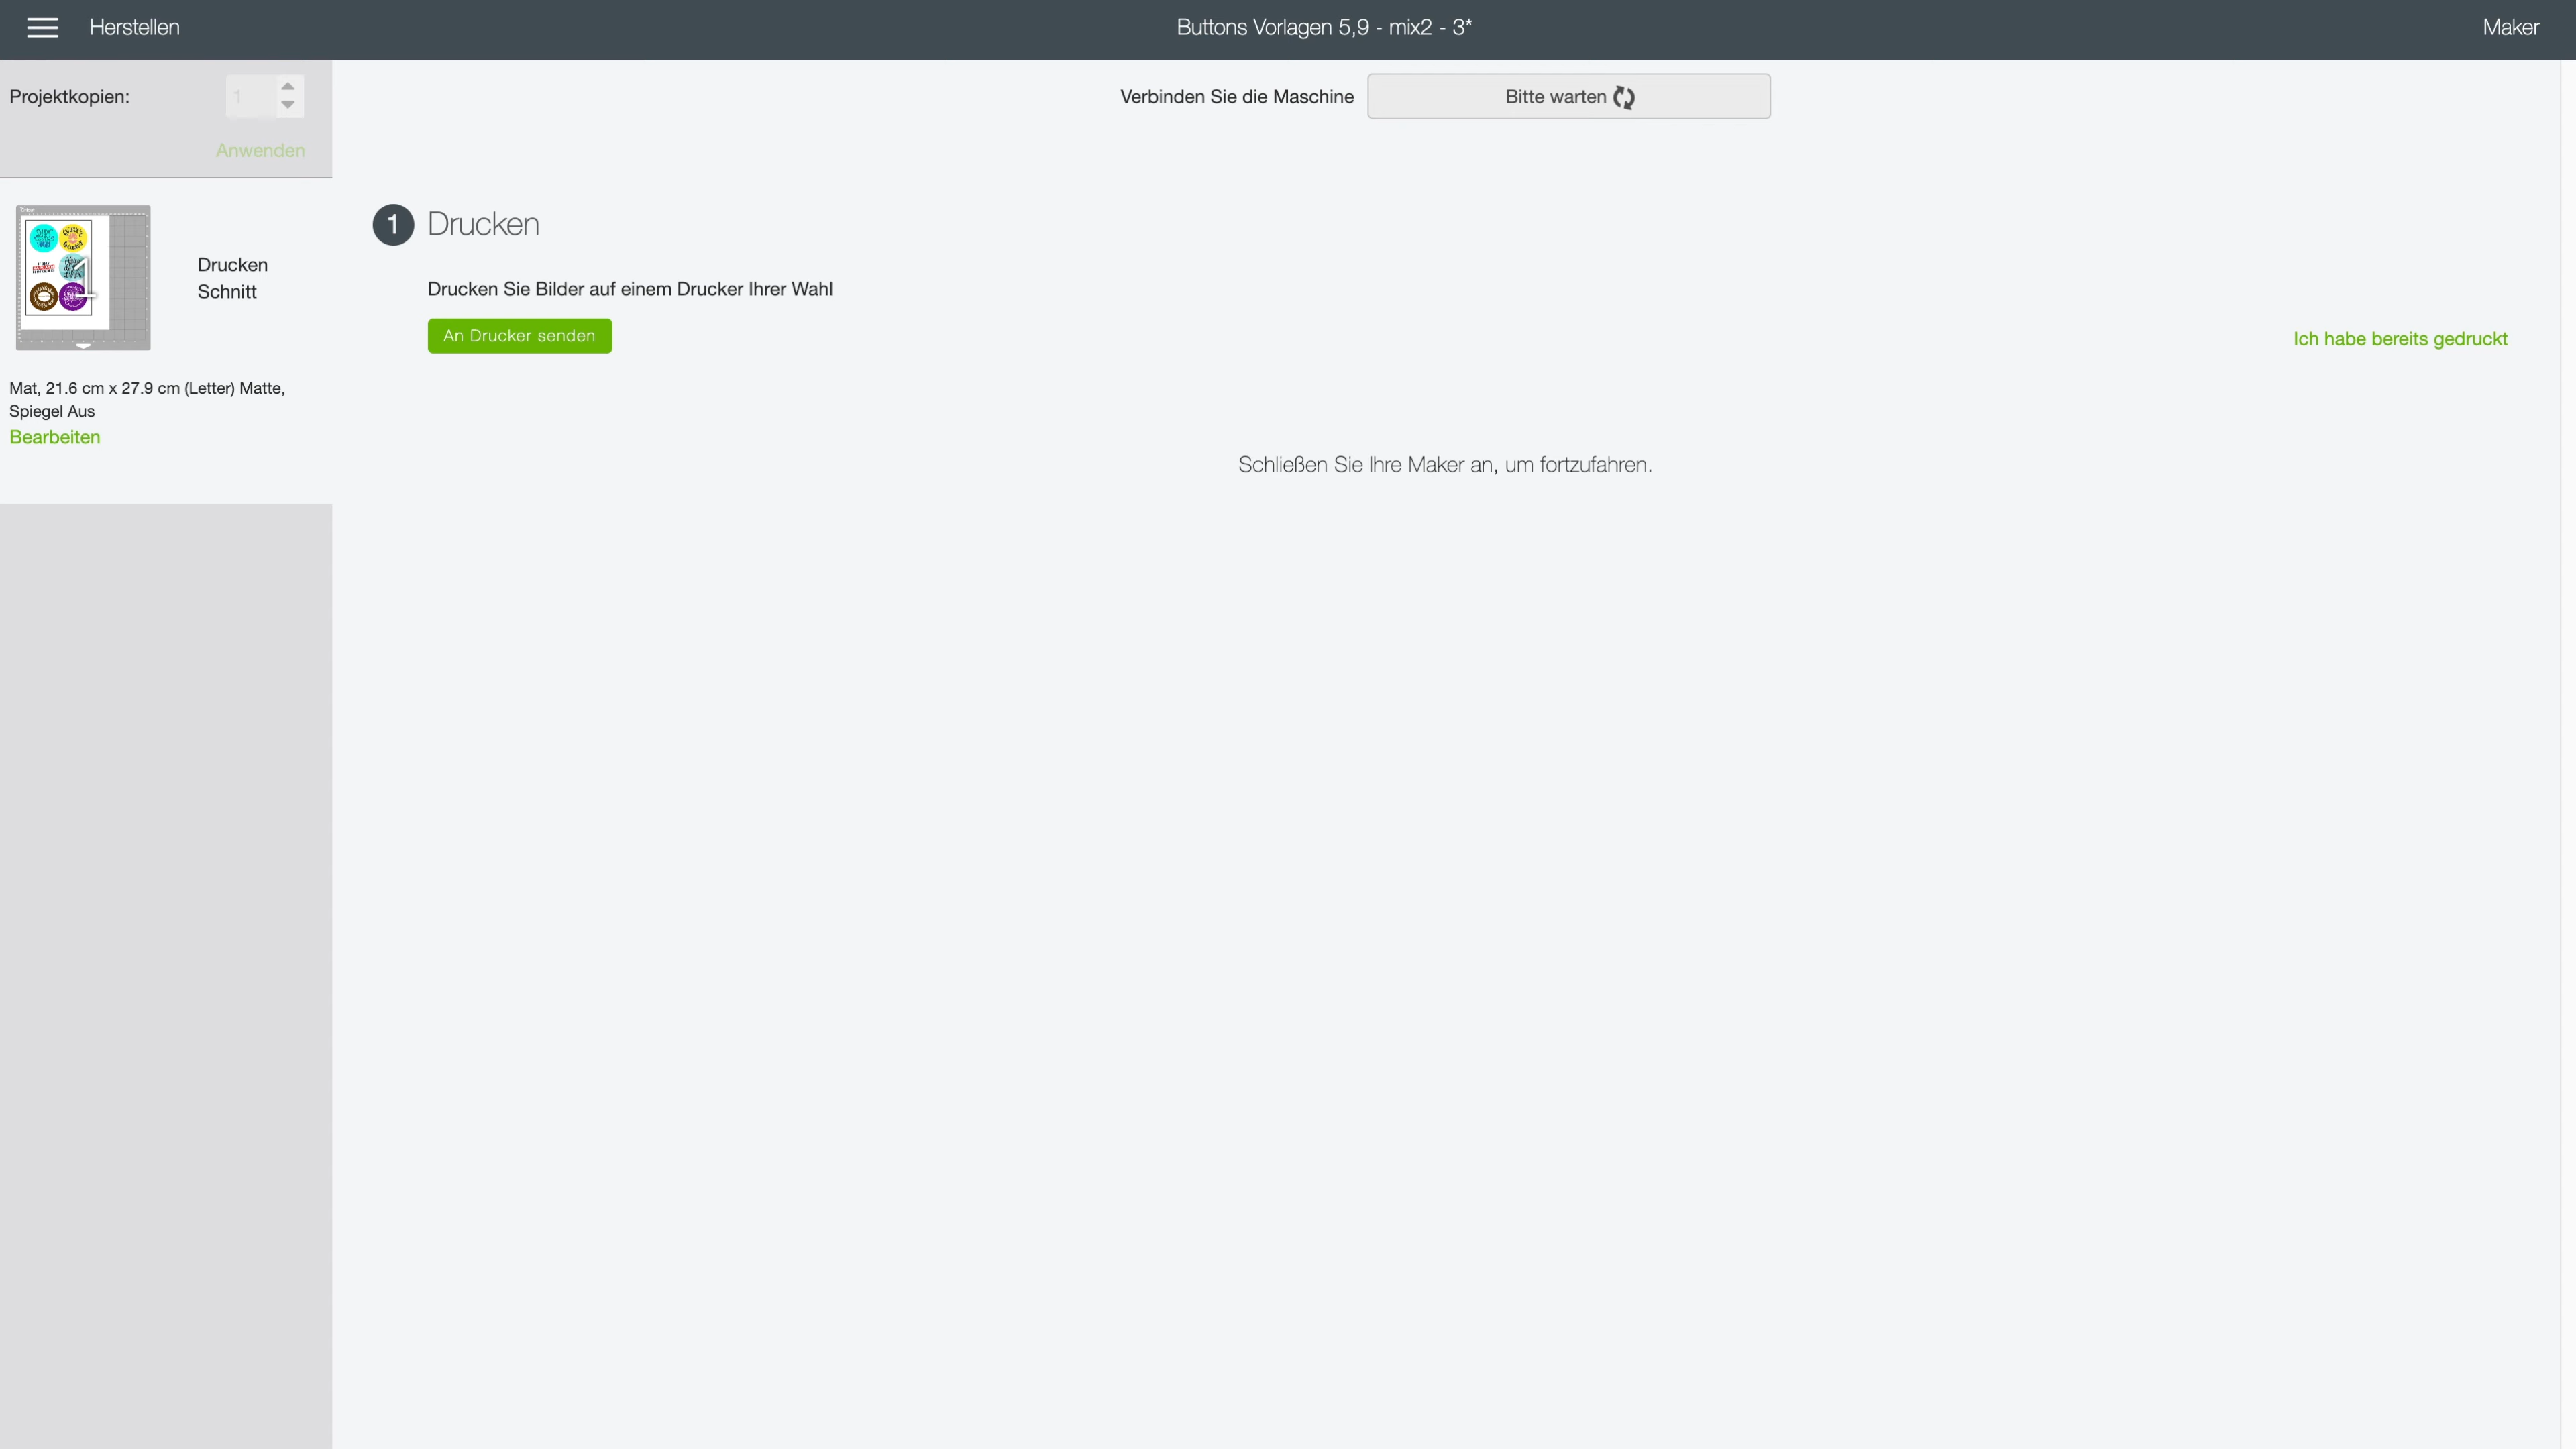 Herstellen
Buttons Vorlagen 5,9 - mix2 - 3*
Maker
Projektkopien:
1
Anwenden
Verbinden Sie die Maschine
Bitte warten
1 Drucken
Drucken
Schnitt
Drucken Sie Bilder auf einem Drucker Ihrer Wahl
An Drucker senden
Ich habe bereits gedruckt
Mat, 21.6 cm x 27.9 cm (Letter) Matte,
Spiegel Aus
Bearbeiten
Schließen Sie Ihre Maker an, um fortzufahren.